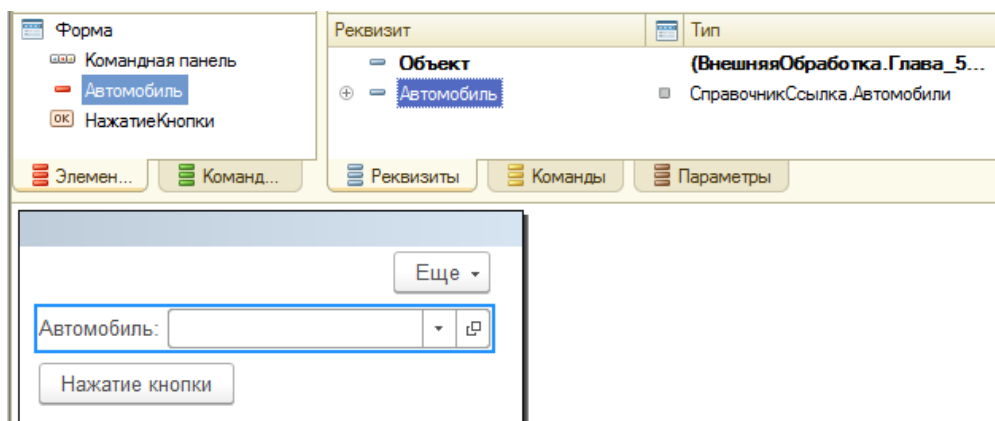 Форма
Командная панель
Автомобиль
OK НажатиеКнопки
Элемен... Команд...
Реквизит Тип
Объект (ВнешняяОбработка.Глава_5...
Автомобиль СправочникСсылка.Автомобили
Реквизиты Команды Параметры
Еще
Автомобиль:
Нажатие кнопки